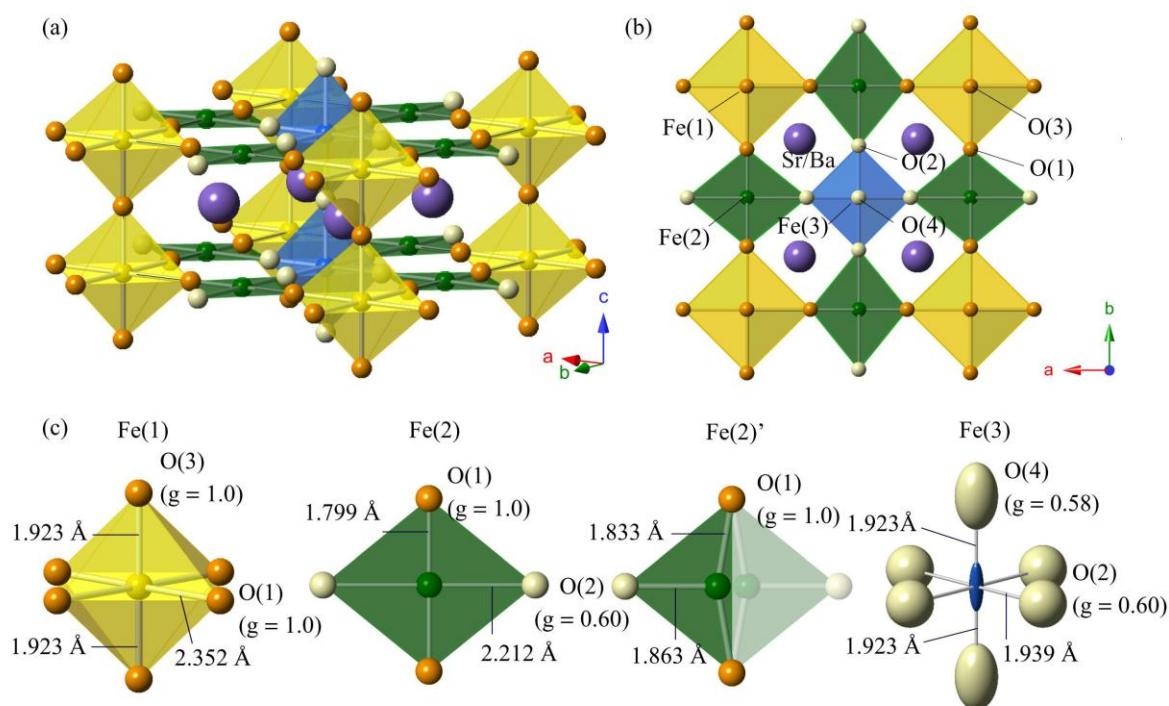 (a)
c
a
b
(b)
Fe(1)
O(3)
Sr/Ba
O(2)
O(1)
Fe(2)
Fe(3)
O(4)
b
a
(c)
Fe(1)
O(3)
(g = 1.0)
1.923 Å
O(1)
(g = 1.0)
1.923 Å
2.352 Å
Fe(2)
O(1)
(g = 1.0)
1.799 Å
O(2)
(g = 0.60)
2.212 Å
Fe(2)’
O(1)
(g = 1.0)
1.833 Å
1.863 Å
Fe(3)
O(4)
(g = 0.58)
1.923Å
O(2)
(g = 0.60)
1.923 Å
1.939 Å